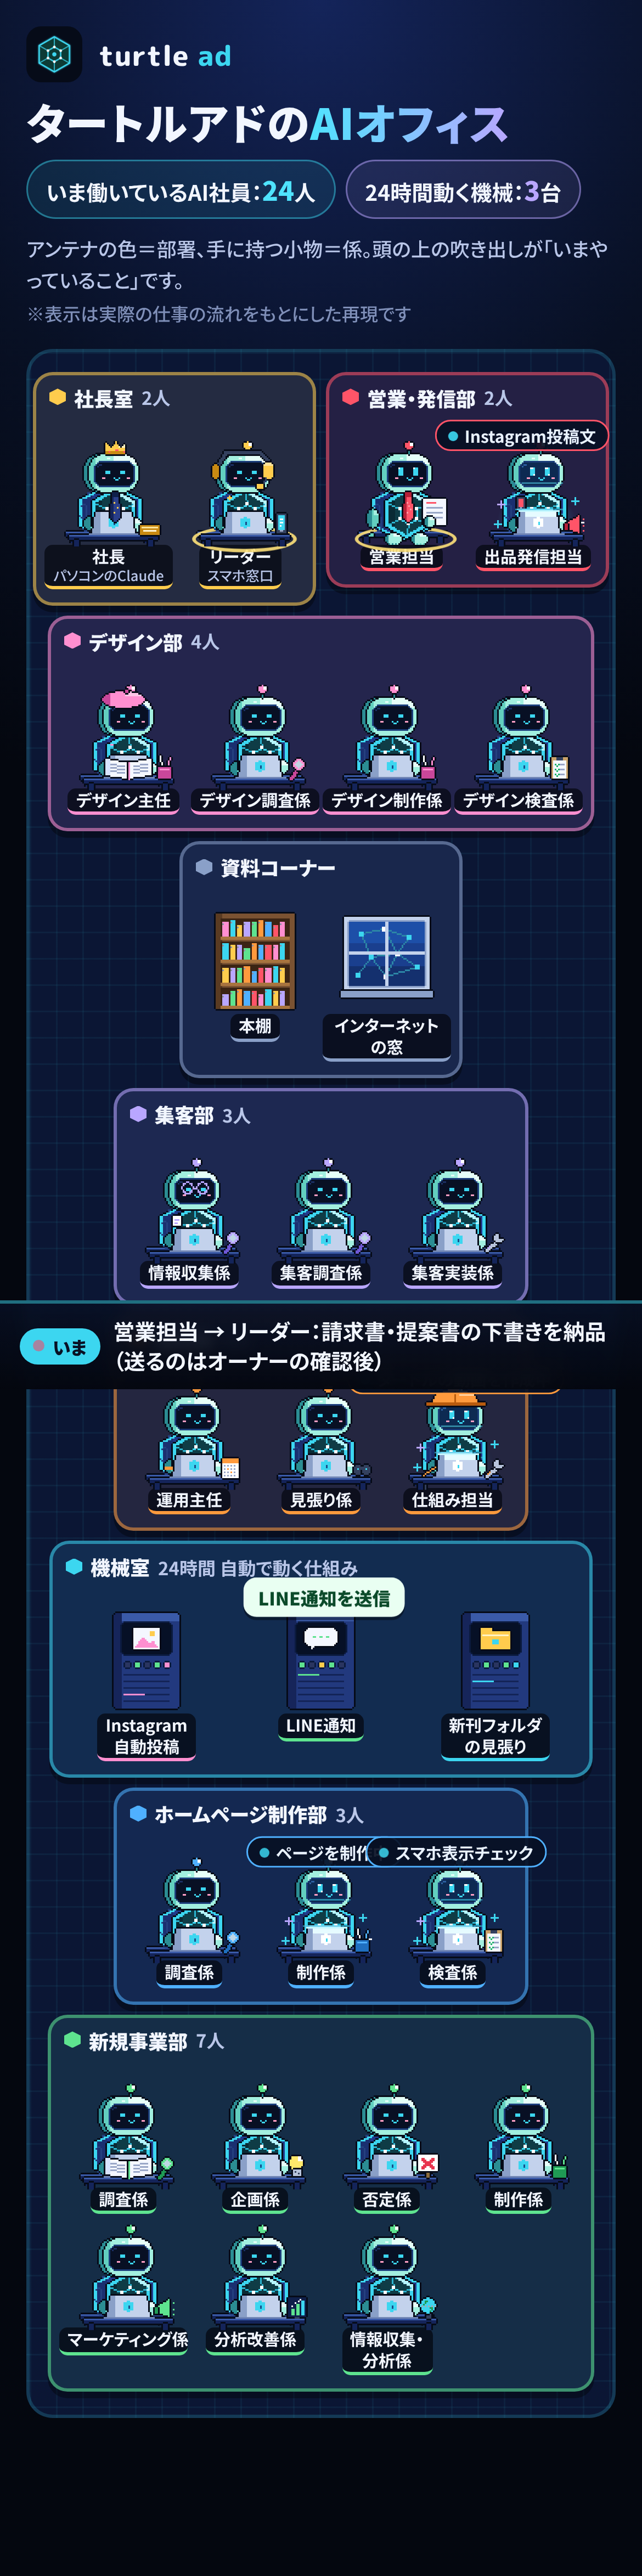 turtle ad
タートルアドのAIオフィス
いま働いているAI社員：24人
24時間動く機械：3台
アンテナの色＝部署、手に持つ小物＝係。頭の上の吹き出しが「いまや
っていること」です。
※表示は実際の仕事の流れをもとにした再現です
社長室 2人
社長
パソコンのClaude
リーダー
スマホ窓口
営業・発信部 2人
Instagram投稿文
営業担当
出品発信担当
デザイン部 4人
デザイン主任
デザイン調査係
デザイン制作係
デザイン検査係
資料コーナー
本棚
インターネット
の窓
集客部 3人
情報収集係
集客調査係
集客実装係
いま
営業担当 → リーダー：請求書・提案書の下書きを納品
（送るのはオーナーの確認後）
運用主任
見張り係
仕組み担当
機械室 24時間 自動で動く仕組み
LINE通知を送信
Instagram
自動投稿
LINE通知
新刊フォルダ
の見張り
ホームページ制作部 3人
ページを制作
スマホ表示チェック
調査係
制作係
検査係
新規事業部 7人
調査係
企画係
否定係
制作係
マーケティング係
分析改善係
情報収集・
分析係